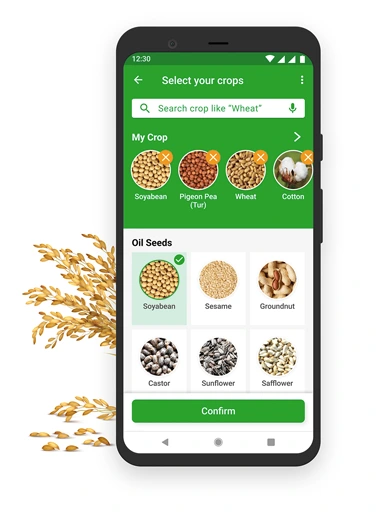 12:30
Select your crops
Search crop like "Wheat"
My Crop
Soyabean
Pigeon Pea
(Tur)
Wheat
Cotton
Oil Seeds
Soyabean
Sesame
Groundnut
Castor
Sunflower
Safflower
Confirm